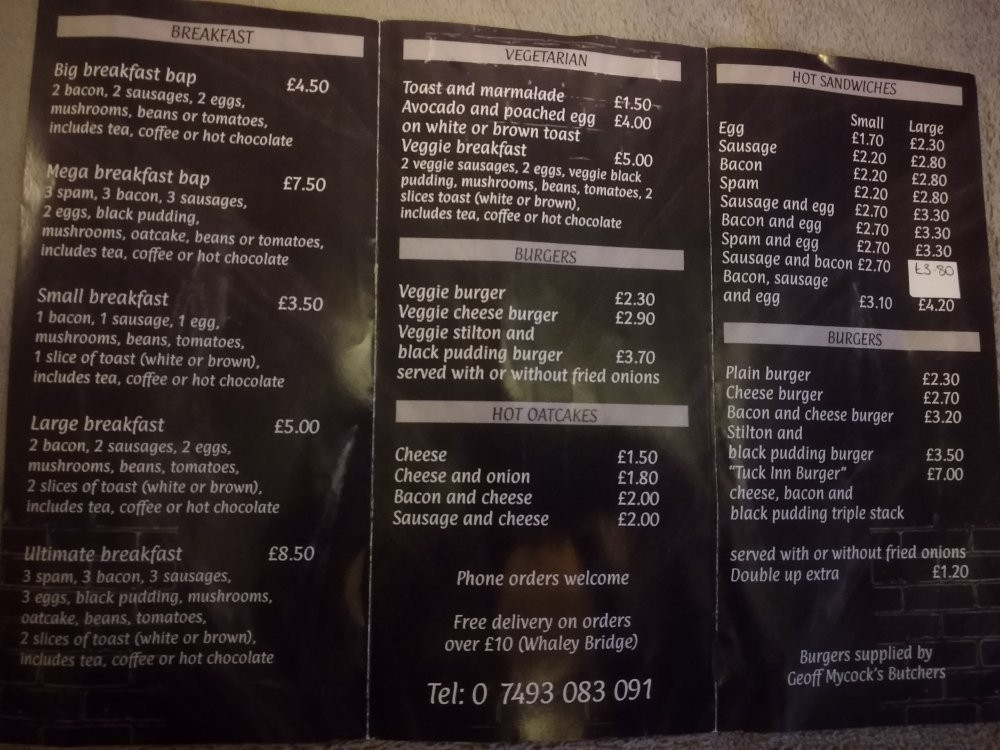 BREAKFAST
Big breakfast bap £4.50
2 bacon, 2 sausages, 2 eggs,
mushrooms, beans or tomatoes,
includes tea, coffee or hot chocolate
Mega breakfast bap £7.50
3 spam, 3 bacon, 3 sausages,
2 eggs, black pudding,
mushrooms, oatcake, beans or tomatoes,
includes tea, coffee or hot chocolate
Small breakfast £3.50
1 bacon, 1 sausage, 1 egg,
mushrooms, beans, tomatoes,
1 slice of toast (white or brown),
includes tea, coffee or hot chocolate
Large breakfast £5.00
2 bacon, 2 sausages, 2 eggs,
mushrooms, beans, tomatoes,
2 slices of toast (white or brown),
includes tea, coffee or hot chocolate
Ultimate breakfast £8.50
3 spam, 3 bacon, 3 sausages,
3 eggs, black pudding, mushrooms,
oatcake, beans, tomatoes,
2 slices of toast (white or brown),
includes tea, coffee or hot chocolate
VEGETARIAN
Toast and marmalade £1.50
Avocado and poached egg £4.00
on white or brown toast
Veggie breakfast £5.00
2 veggie sausages, 2 eggs, veggie black
pudding, mushrooms, beans, tomatoes, 2
slices toast (white or brown),
includes tea, coffee or hot chocolate
BURGERS
Veggie burger £2.30
Veggie cheese burger £2.90
Veggie stilton and
black pudding burger £3.70
served with or without fried onions
HOT OATCAKES
Cheese £1.50
Cheese and onion £1.80
Bacon and cheese £2.00
Sausage and cheese £2.00
Phone orders welcome
Free delivery on orders
over £10 (Whaley Bridge)
Tel: 0 7493 083 091
HOT SANDWICHES
Small Large
Egg £1.70 £2.30
Sausage £2.20 £2.80
Bacon £2.20 £2.80
Spam £2.20 £2.80
Sausage and egg £2.70 £3.30
Bacon and egg £2.70 £3.30
Spam and egg £2.70 £3.30
Sausage and bacon £2.70 £3.80
Bacon, sausage
and egg £3.10 £4.20
BURGERS
Plain burger £2.30
Cheese burger £2.70
Bacon and cheese burger £3.20
Stilton and
black pudding burger £3.50
"Tuck Inn Burger" £7.00
cheese, bacon and
black pudding triple stack
served with or without fried onions
Double up extra £1.20
Burgers supplied by
Geoff Mycock's Butchers